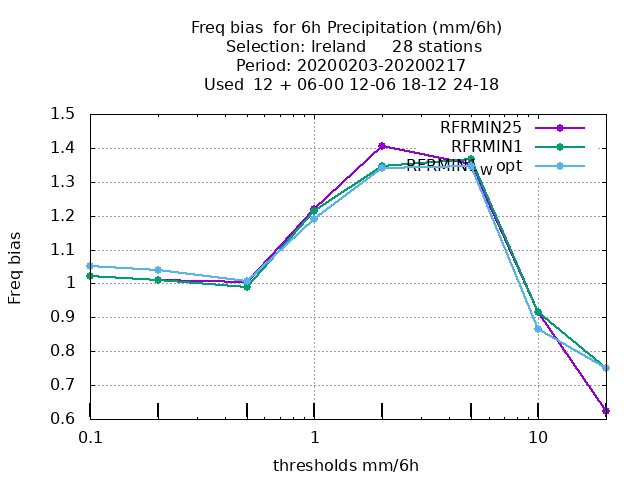 Freq bias for 6h Precipitation (mm/6h)
Selection: Ireland 28 stations
Period: 20200203-20200217
Used 12 + 06-00 12-06 18-12 24-18
1.5
RFRMIN25
1.4
RFRMIN1
RFRMIN1_W opt
1.3
1.2
1.1
1
0.9
0.8
0.7
0.6
Freq bias
0.1 1 10
thresholds mm/6h